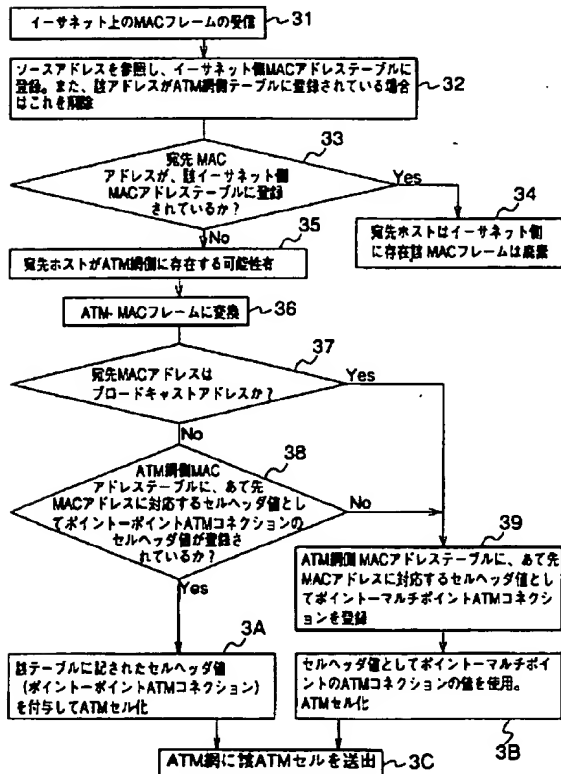 イーサネット上のMACフレームの受信
31
ソースアドレスを参照し、イーサネット側MACアドレステーブルに
登録。また、該アドレスがATM網側テーブルに登録されている場合
はこれを削除
32
33
宛先 MAC
アドレスが、該イーサネット側
MACアドレステーブルに登録
されているか?
Yes
34
宛先ホストはイーサネット側
に存在該MACフレームは廃棄
No
35
宛先ホストがATM網側に存在する可能性有
ATM-MACフレームに変換
36
37
宛先MACアドレスは
ブロードキャストアドレスか?
Yes
No
38
ATM網側MAC
アドレステーブルに、あて先
MACアドレスに対応するセルヘッダ値とし
てポイントーポイントATMコネクションの
セルヘッダ値が登録さ
れているか?
No
39
ATM網側MACアドレステーブルに、あて先
MACアドレスに対応するセルヘッダ値とし
てポイントーマルチポイントATMコネクシ
ョンを登録
Yes
3A
該テーブルに記されたセルヘッダ値
(ポイントーポイントATMコネクション)
を付与してATMセル化
セルヘッダ値としてポイントーマルチポイ
ントのATMコネクションの値を使用。
ATMセル化
3B
ATM網に該ATMセルを送出
3C